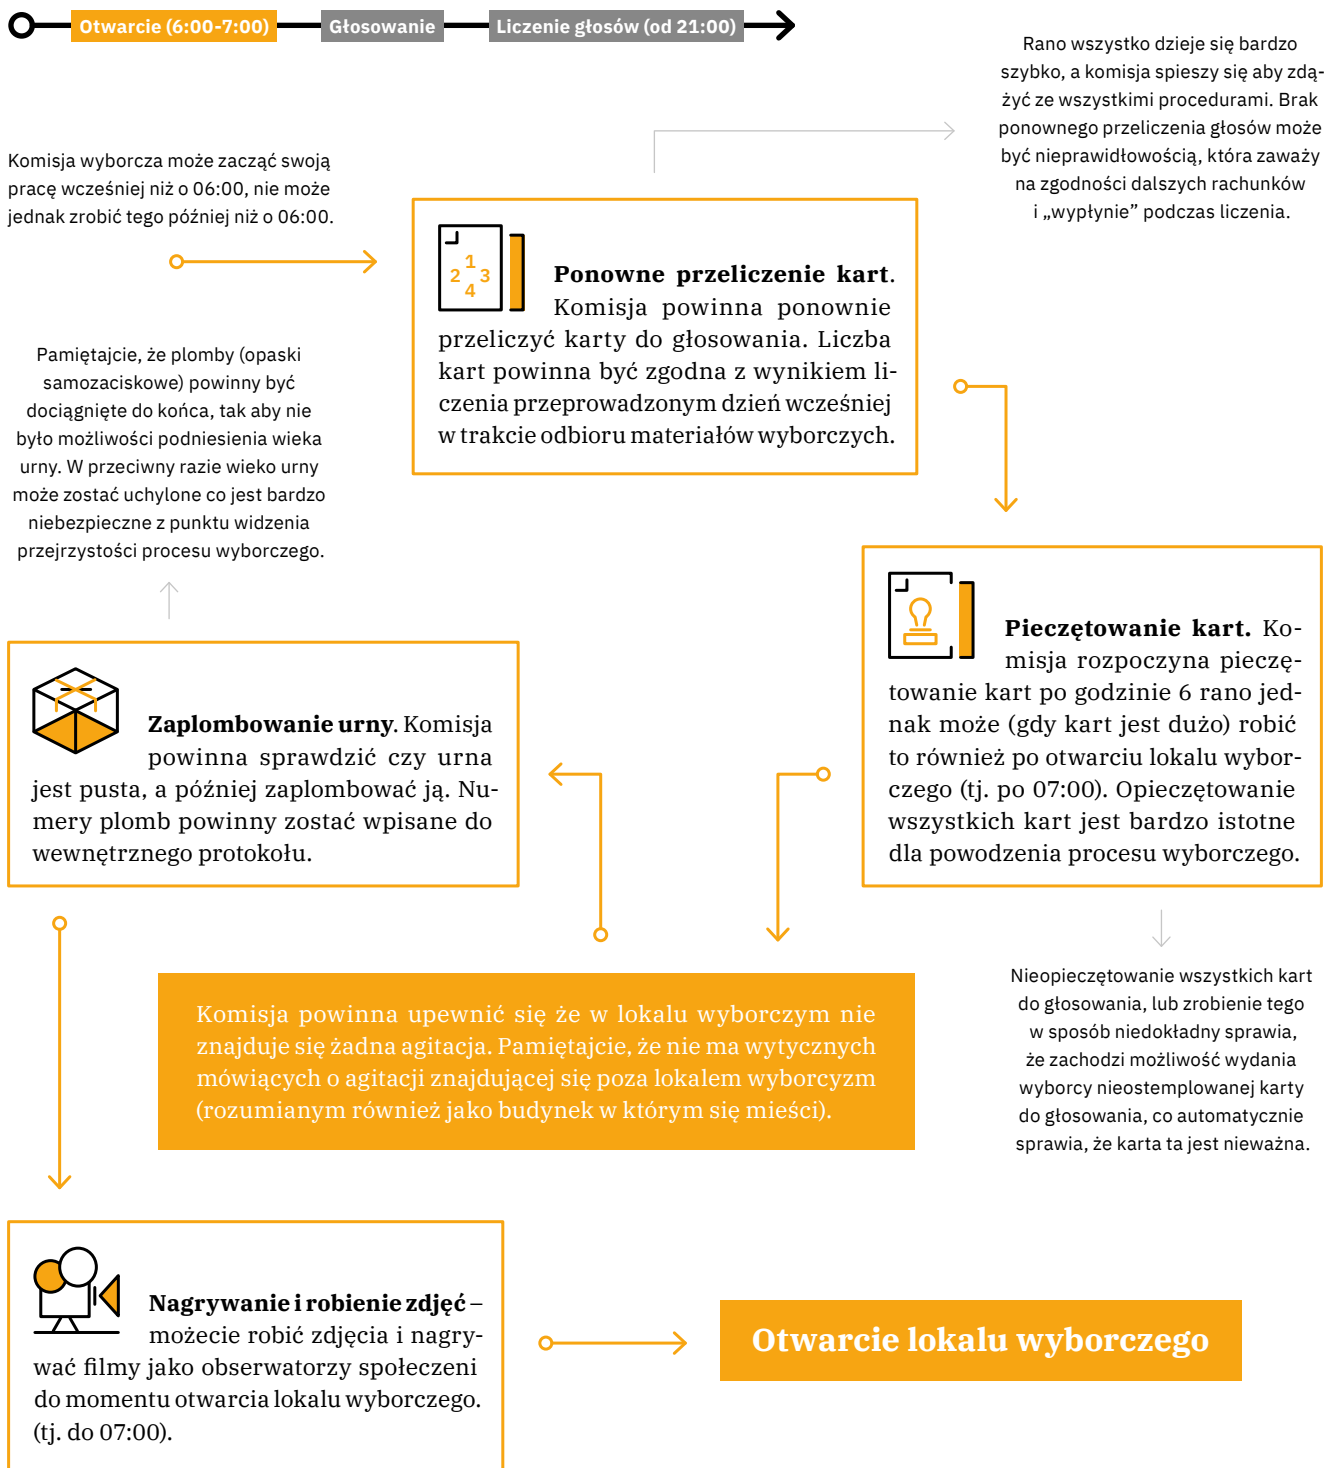 Otwarcie (6:00-7:00)
Głosowanie
Liczenie głosów (od 21:00)
Rano wszystko dzieje się bardzo
szybko, a komisja spieszy się aby zdą-
żyć ze wszystkimi procedurami. Brak
ponownego przeliczenia głosów może
być nieprawidłowością, która zaważy
na zgodności dalszych rachunków
i „wypłynie” podczas liczenia.
Komisja wyborcza może zacząć swoją
pracę wcześniej niż o 06:00, nie może
jednak zrobić tego później niż o 06:00.
1
2 3
4
Ponowne przeliczenie kart.
Komisja powinna ponownie
przeliczyć karty do głosowania. Liczba
kart powinna być zgodna z wynikiem li-
czenia przeprowadzonym dzień wcześniej
w trakcie odbioru materiałów wyborczych.
Pamiętajcie, że plomby (opaski
samozaciskowe) powinny być
dociągnięte do końca, tak aby nie
było możliwości podniesienia wieka
urny. W przeciwny razie wieko urny
może zostać uchylone co jest bardzo
niebezpieczne z punktu widzenia
przejrzystości procesu wyborczego.
Pieczętowanie kart. Ko-
misja rozpoczyna pieczę-
towanie kart po godzinie 6 rano jed-
nak może (gdy kart jest dużo) robić
to również po otwarciu lokalu wybor-
czego (tj. po 07:00). Opieczętowanie
wszystkich kart jest bardzo istotne
dla powodzenia procesu wyborczego.
Zaplombowanie urny. Komisja
powinna sprawdzić czy urna
jest pusta, a później zaplombować ją. Nu-
mery plomb powinny zostać wpisane do
wewnętrznego protokołu.
Komisja powinna upewnić się że w lokalu wyborczym nie
znajduje się żadna agitacja. Pamiętajcie, że nie ma wytycznych
mówiących o agitacji znajdującej się poza lokalem wyborcyzm
(rozumianym również jako budynek w którym się mieści).
Nieopieczętowanie wszystkich kart
do głosowania, lub zrobienie tego
w sposób niedokładny sprawia,
że zachodzi możliwość wydania
wyborcy nieostemplowanej karty
do głosowania, co automatycznie
sprawia, że karta ta jest nieważna.
Nagrywanie i robienie zdjęć –
możecie robić zdjęcia i nagry-
wać filmy jako obserwatorzy społeczeni
do momentu otwarcia lokalu wyborczego.
(tj. do 07:00).
Otwarcie lokalu wyborczego